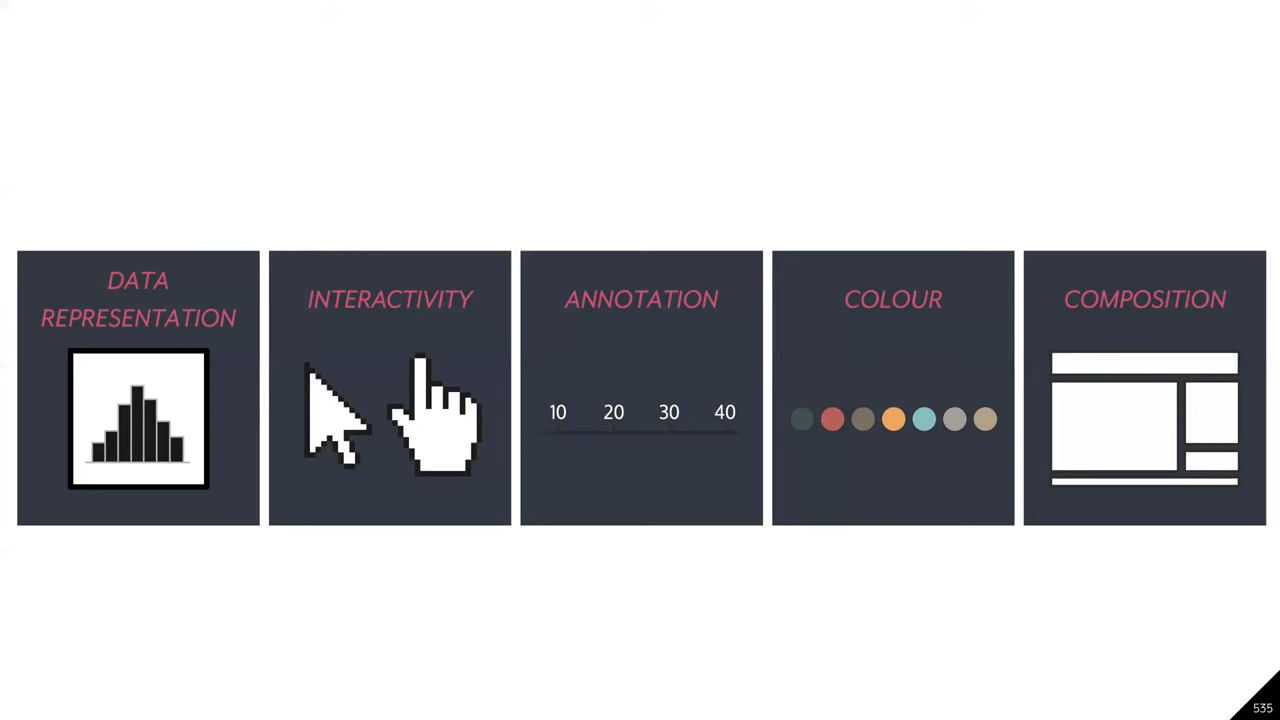 DATA
REPRESENTATION
INTERACTIVITY
ANNOTATION
10 20 30 40
COLOUR
COMPOSITION
535